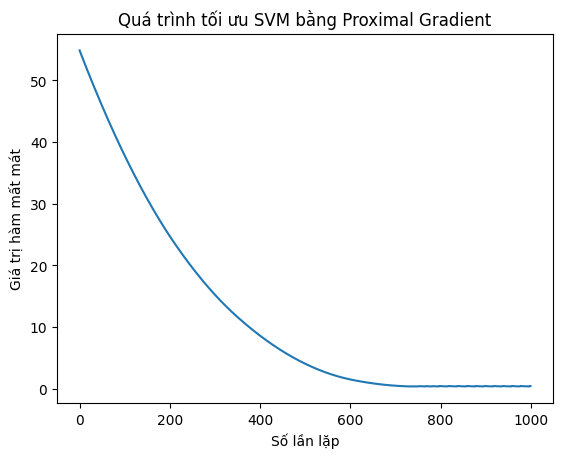 Quá trình tối ưu SVM bằng Proximal Gradient
Giá trị hàm mất mát
50
40
30
20
10
0
0 200 400 600 800 1000
Số lần lặp